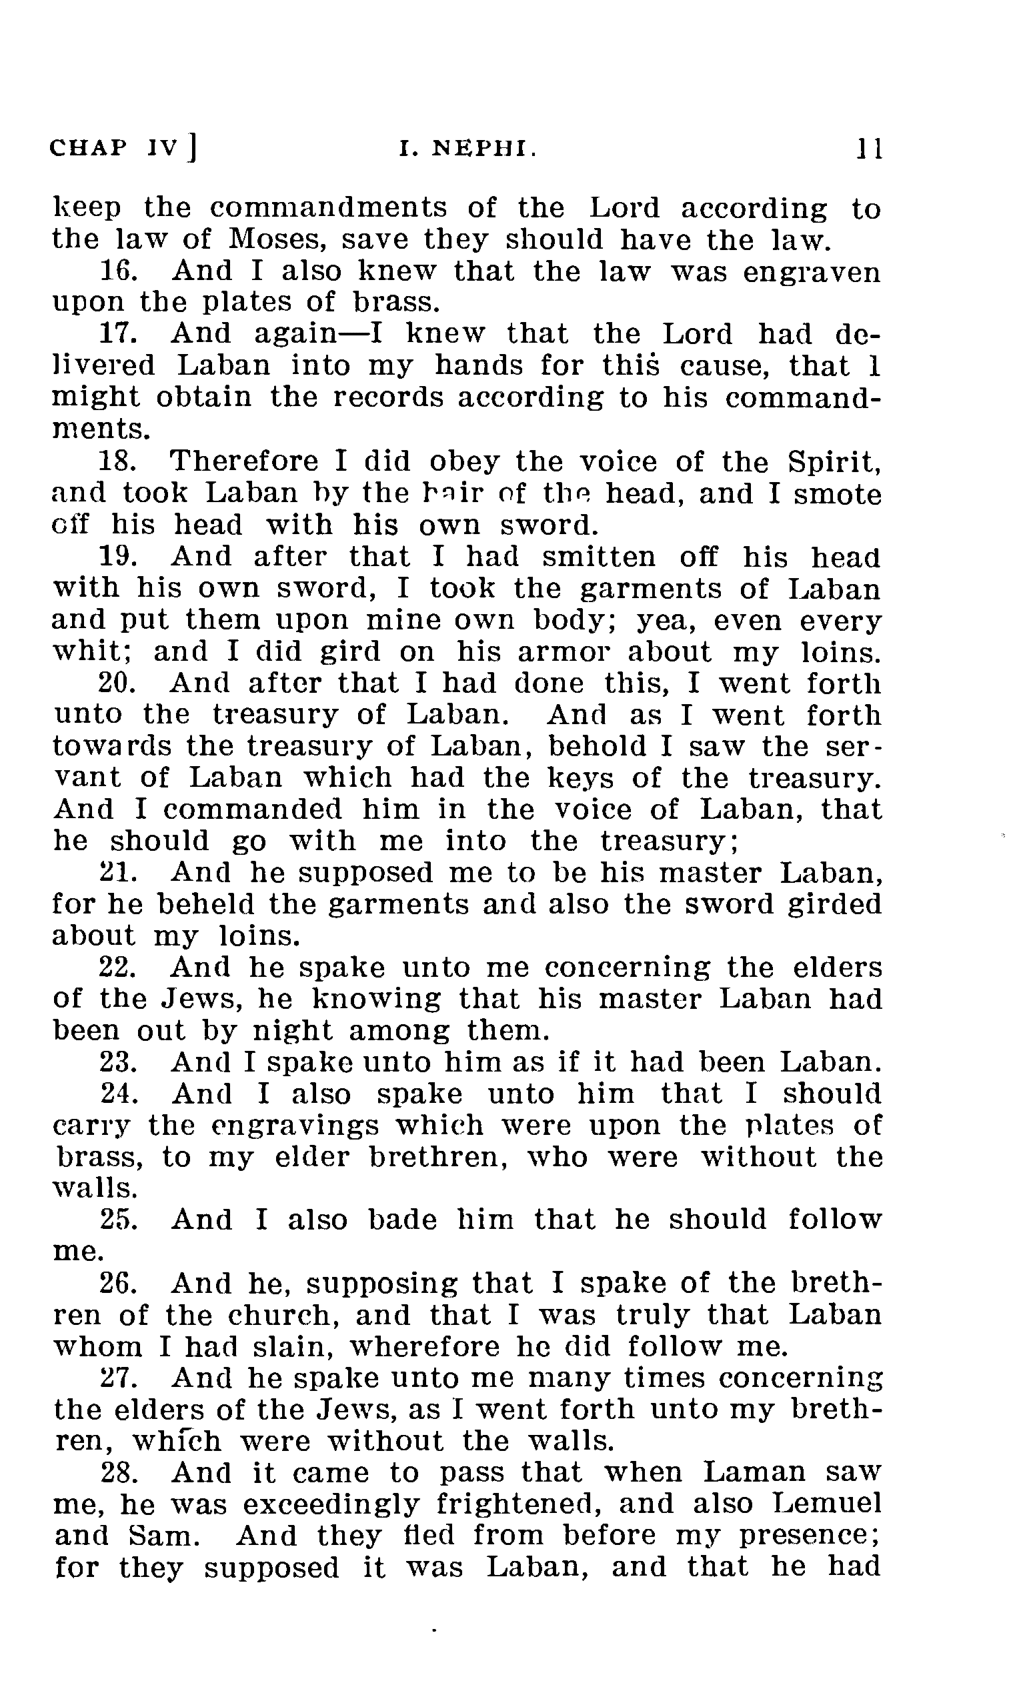 CHAP IV] I. NEPHI. 11
keep the commandments of the Lord according to
the law of Moses, save they should have the law.
16. And I also knew that the law was engraven
upon the plates of brass.
17. And again—I knew that the Lord had de-
livered Laban into my hands for this cause, that I
might obtain the records according to his command-
ments.
18. Therefore I did obey the voice of the Spirit,
and took Laban by the hair of the head, and I smote
off his head with his own sword.
19. And after that I had smitten off his head
with his own sword, I took the garments of Laban
and put them upon mine own body; yea, even every
whit; and I did gird on his armor about my loins.
20. And after that I had done this, I went forth
unto the treasury of Laban. And as I went forth
towards the treasury of Laban, behold I saw the ser-
vant of Laban which had the keys of the treasury.
And I commanded him in the voice of Laban, that
he should go with me into the treasury;
21. And he supposed me to be his master Laban,
for he beheld the garments and also the sword girded
about my loins.
22. And he spake unto me concerning the elders
of the Jews, he knowing that his master Laban had
been out by night among them.
23. And I spake unto him as if it had been Laban.
24. And I also spake unto him that I should
carry the engravings which were upon the plates of
brass, to my elder brethren, who were without the
walls.
25. And I also bade him that he should follow
me.
26. And he, supposing that I spake of the breth-
ren of the church, and that I was truly that Laban
whom I had slain, wherefore he did follow me.
27. And he spake unto me many times concerning
the elders of the Jews, as I went forth unto my breth-
ren, which were without the walls.
28. And it came to pass that when Laman saw
me, he was exceedingly frightened, and also Lemuel
and Sam. And they fled from before my presence;
for they supposed it was Laban, and that he had